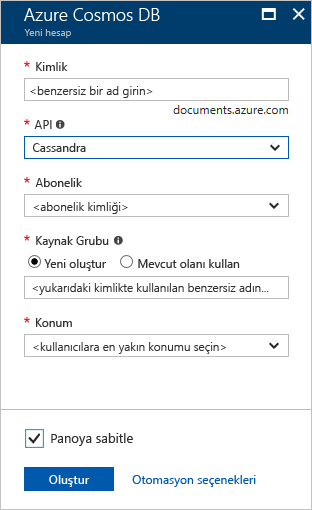 Azure Cosmos DB
Yeni hesap
* Kimlik
<benzersiz bir ad girin>
documents.azure.com
* API
Cassandra
* Abonelik
<abonelik kimliği>
* Kaynak Grubu
Yeni oluştur Mevcut olanı kullan
<yukarıdaki kimlikte kullanılan benzersiz adın...
* Konum
<kullanıcılara en yakın konumu seçin>
Panoya sabitle
Oluştur Otomasyon seçenekleri